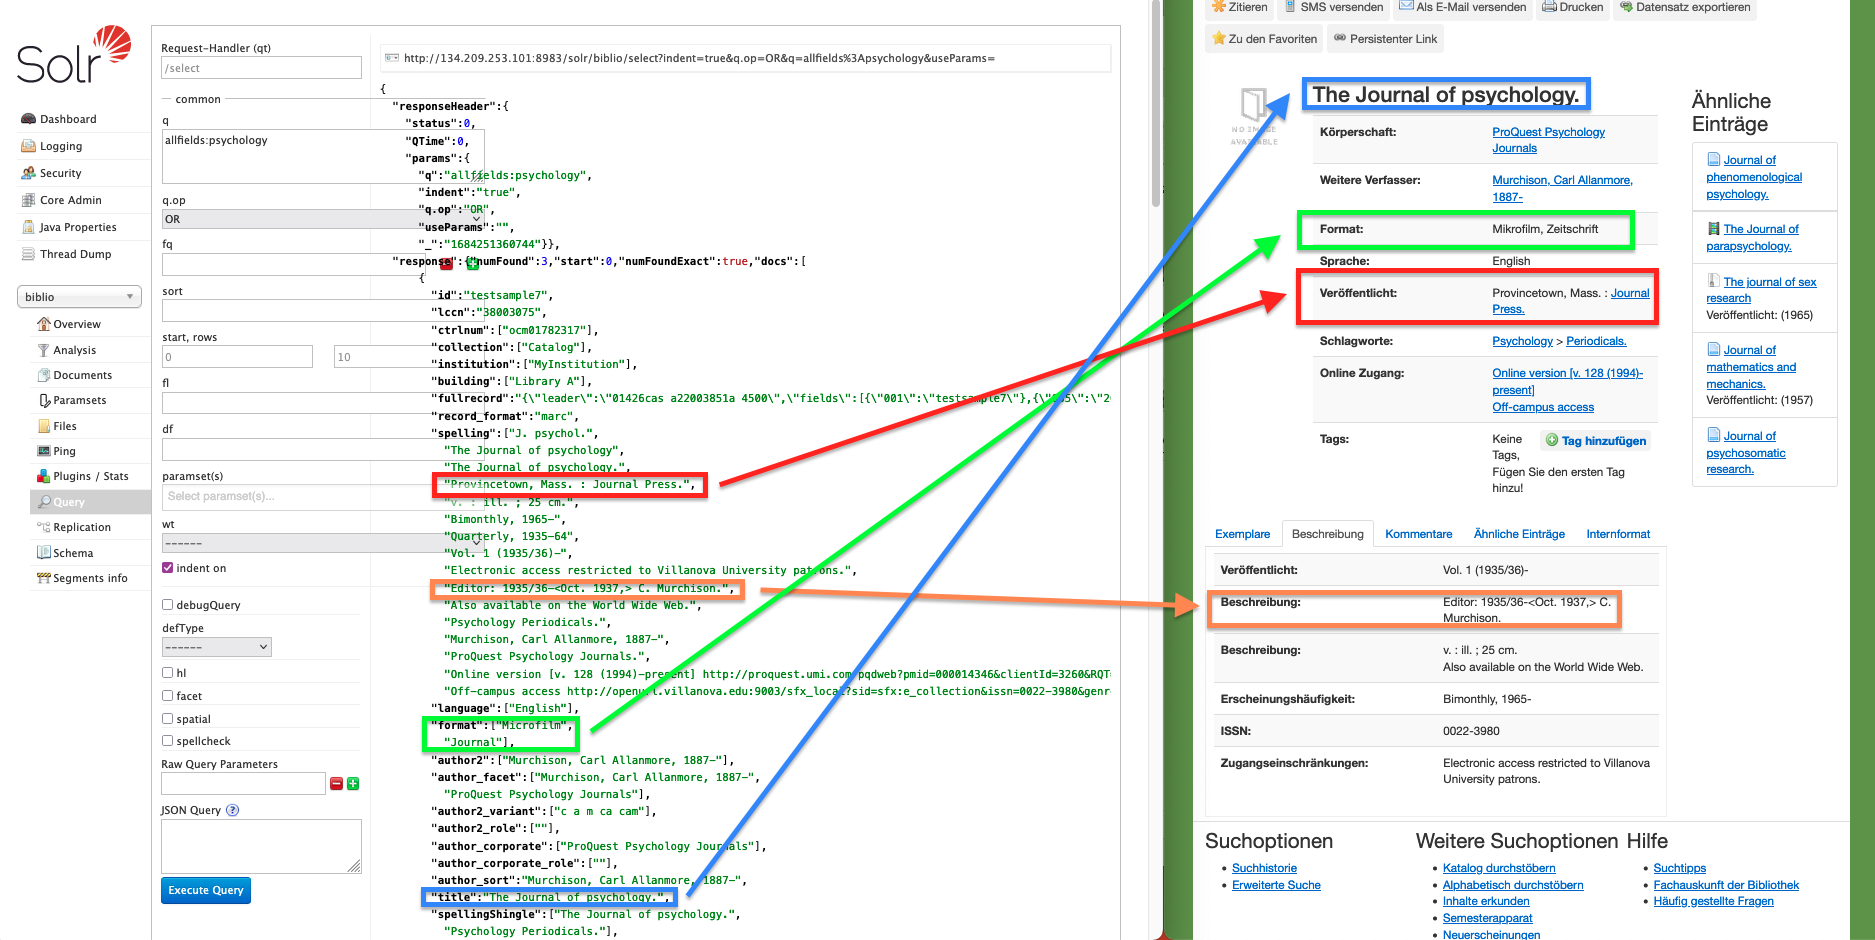 Solr
Dashboard
Logging
Security
Core Admin
Java Properties
Thread Dump
biblio
Overview
Analysis
Documents
Paramsets
Files
Ping
Plugins / Stats
Query
Replication
Schema
Segments info
Request-Handler (qt)
/select
common
q
allfields:psychology
q.op
OR
fq
sort
start, rows
0 10
fl
df
paramset(s)
Select paramset(s)...
wt
------
indent on
debugQuery
defType
------
hl
facet
spatial
spellcheck
Raw Query Parameters
JSON Query ?
Execute Query
http://134.209.253.101:8983/solr/biblio/select?indent=true&q.op=OR&q=allfields%3Apsychology&useParams=
{
"responseHeader":{
"status":0,
"QTime":0,
"params":{
"q":"allfields:psychology",
"indent":"true",
"q.op":"OR",
"useParams":"",
"_":"1684251360744"}},
"response":{"numFound":3,"start":0,"numFoundExact":true,"docs":[
{
"id":"testsample7",
"lccn":"38003075",
"ctrlnum":["ocm01782317"],
"collection":["Catalog"],
"institution":["MyInstitution"],
"building":["Library A"],
"fullrecord":"{\"leader\":\"01426cas a22003851a 4500\",\"fields\":[{\"001\":\"testsample7\"},{\"005\":\"20
"record_format":"marc",
"spelling":["J. psychol.",
"The Journal of psychology",
"The Journal of psychology.",
"Provincetown, Mass. : Journal Press.",
"v. : ill. ; 25 cm.",
"Bimonthly, 1965-",
"Quarterly, 1935-64",
"Vol. 1 (1935/36)-",
"Electronic access restricted to Villanova University patrons.",
"Editor: 1935/36-<Oct. 1937,> C. Murchison.",
"Also available on the World Wide Web.",
"Psychology Periodicals.",
"Murchison, Carl Allanmore, 1887-",
"ProQuest Psychology Journals.",
"Online version [v. 128 (1994)-present] http://proquest.umi.com/pqdweb?pmid=000014346&clientId=3260&RQT=
"Off-campus access http://openurl.villanova.edu:9003/sfx_local?sid=sfx:e_collection&issn=0022-3980&genr
"language":["English"],
"format":["Microfilm",
"Journal"],
"author2":["Murchison, Carl Allanmore, 1887-"],
"author_facet":["Murchison, Carl Allanmore, 1887-",
"ProQuest Psychology Journals"],
"author2_variant":["c a m ca cam"],
"author2_role":[""],
"author_corporate":["ProQuest Psychology Journals"],
"author_corporate_role":[""],
"author_sort":"Murchison, Carl Allanmore, 1887-",
"title":"The Journal of psychology.",
"spellingShingle":["The Journal of psychology.",
"Psychology Periodicals."],
Zitieren SMS versenden Als E-Mail versenden Drucken Datensatz exportieren
Zu den Favoriten Persistenter Link
NO IMAGE
AVAILABLE
The Journal of psychology.
Körperschaft: ProQuest Psychology
Journals
Weitere Verfasser: Murchison, Carl Allanmore,
1887-
Format: Mikrofilm, Zeitschrift
Sprache: English
Veröffentlicht: Provincetown, Mass. : Journal
Press.
Schlagworte: Psychology > Periodicals.
Online Zugang: Online version [v. 128 (1994)-
present]
Off-campus access
Tags: Keine
Tags,
Fügen Sie den ersten Tag
hinzu!
Tag hinzufügen
Exemplare Beschreibung Kommentare Ähnliche Einträge Internformat
Veröffentlicht: Vol. 1 (1935/36)-
Beschreibung: Editor: 1935/36-<Oct. 1937,> C.
Murchison.
Beschreibung: v. : ill. ; 25 cm.
Also available on the World Wide Web.
Erscheinungshäufigkeit: Bimonthly, 1965-
ISSN: 0022-3980
Zugangseinschränkungen: Electronic access restricted to Villanova
University patrons.
Ähnliche
Einträge
Journal of
phenomenological
psychology.
The Journal of
parapsychology.
The journal of sex
research
Veröffentlicht: (1965)
Journal of
mathematics and
mechanics.
Veröffentlicht: (1957)
Journal of
psychosomatic
research.
Suchoptionen
Suchhistorie
Erweiterte Suche
Weitere Suchoptionen
Katalog durchstöbern
Alphabetisch durchstöbern
Inhalte erkunden
Semesterapparat
Neuerscheinungen
Hilfe
Suchtipps
Fachauskunft der Bibliothek
Häufig gestellte Fragen